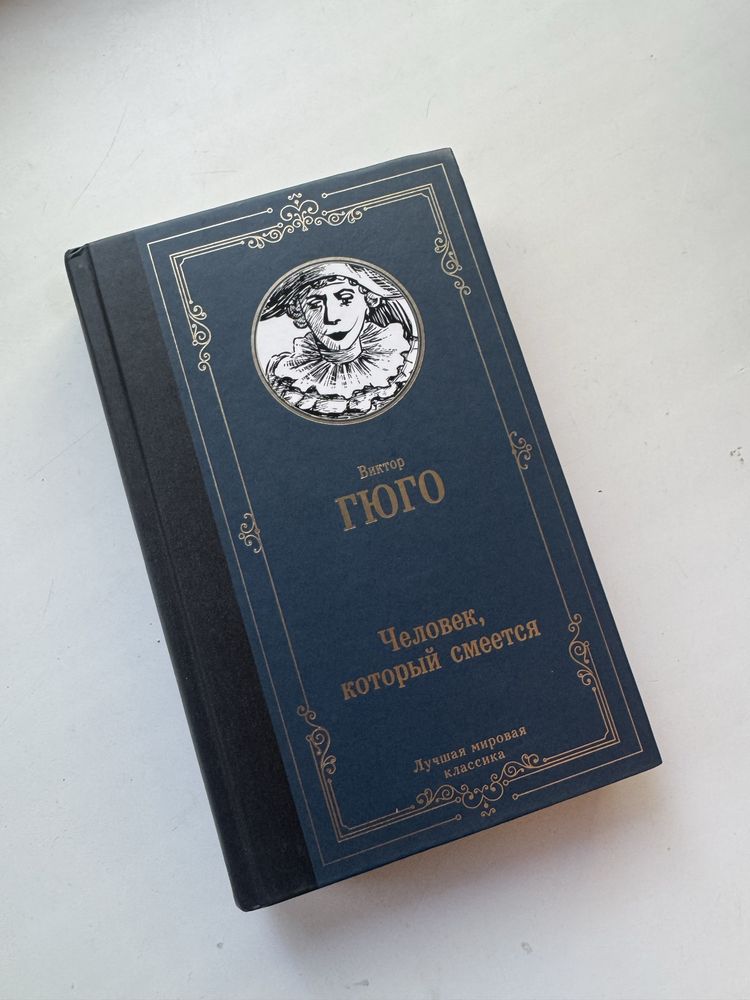 Виктор
ГЮГО
Человек,
который смеется
Лучшая мировая
классика